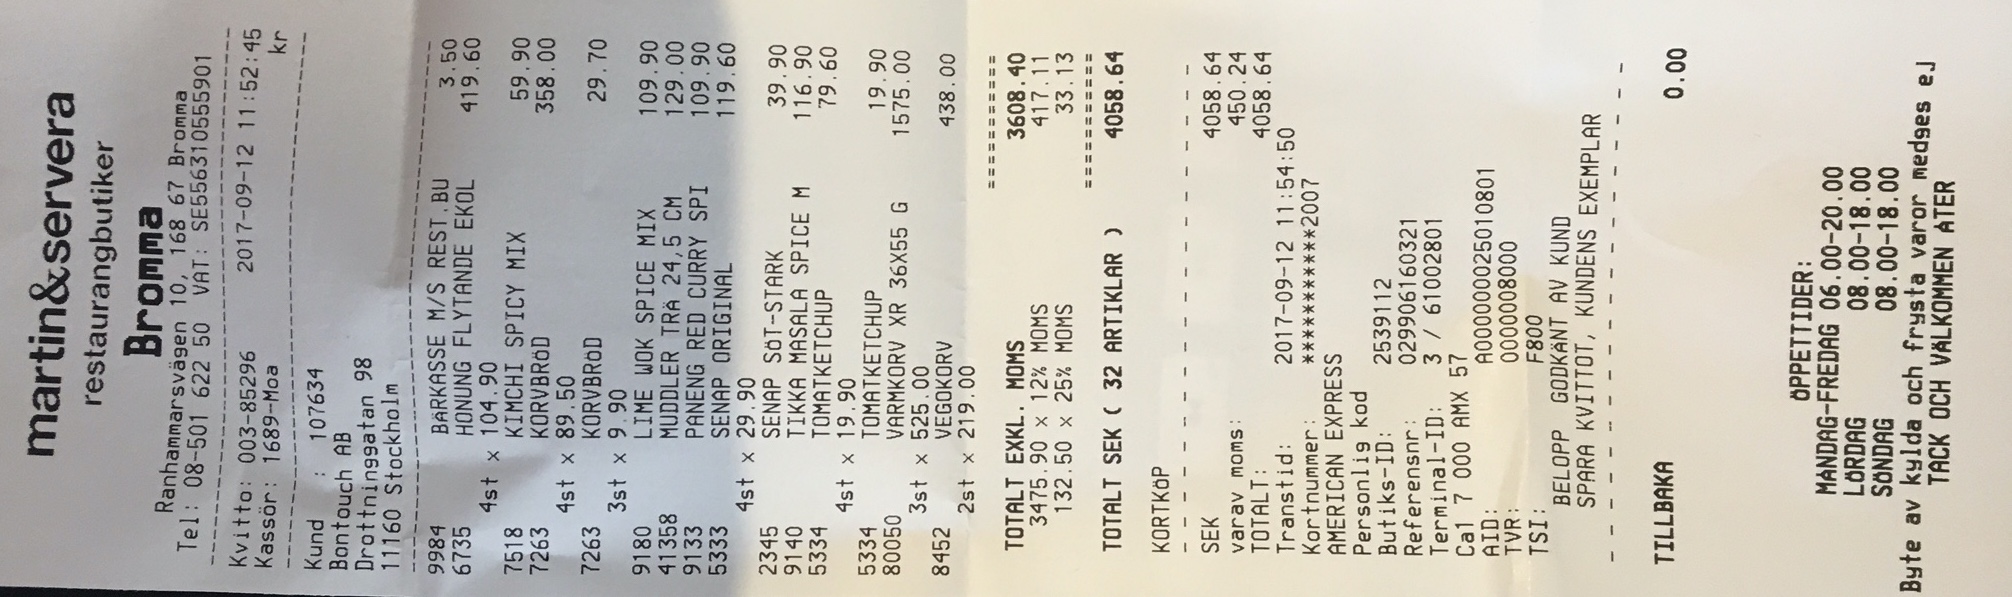 martin&servera
restaurangbutiker
Bromma
Ranhammarsvägen 10, 168 67 Bromma
Tel: 08-501 622 50 VAT: SE556310555901
Kvitto: 003-85296 2017-09-12 11:52:45
Kassör: 1689-Moa kr
Kund : 107634
Bontouch AB
Drottninggatan 98
11160 Stockholm
9984 BÄRKASSE M/S REST.BU 3.50
6735 HONUNG FLYTANDE EKOL 419.60
4st x 104.90
7518 KIMCHI SPICY MIX 59.90
7263 KORVBRÖD 358.00
4st x 89.50
7263 KORVBRÖD 29.70
3st x 9.90
9180 LIME WOK SPICE MIX 109.90
41358 MUDDLER TRÄ 24,5 CM 129.00
9133 PANENG RED CURRY SPI 109.90
5333 SENAP ORIGINAL 119.60
4st x 29.90
2345 SENAP SÖT-STARK 39.90
9140 TIKKA MASALA SPICE M 116.90
5334 TOMATKETCHUP 79.60
4st x 19.90
5334 TOMATKETCHUP 19.90
80050 VARMKORV XR 36X55 G 1575.00
3st x 525.00
8452 VEGOKORV 438.00
2st x 219.00
===========
TOTALT EXKL. MOMS 3608.40
3475.90 x 12% MOMS 417.11
132.50 x 25% MOMS 33.13
===========
TOTALT SEK ( 32 ARTIKLAR ) 4058.64
KORTKÖP
SEK 4058.64
varav moms: 450.24
TOTALT: 4058.64
Transtid: 2017-09-12 11:54:50
Kortnummer: ***********2007
AMERICAN EXPRESS
Personlig kod
Butiks-ID: 2539112
Referensnr: 029906160321
Terminal-ID: 3 / 61002801
Ca1 7 000 AMX 57
AID: A000000025010801
TVR: 0000008000
TSI: F800
BELOPP GODKÄNT AV KUND
SPARA KVITTOT, KUNDENS EXEMPLAR
TILLBAKA 0.00
ÖPPETTIDER:
MÅNDAG-FREDAG 06.00-20.00
LÖRDAG 08.00-18.00
SÖNDAG 08.00-18.00
Byte av kylda och frysta varor medges ej
TACK OCH VÄLKOMMEN ÅTER